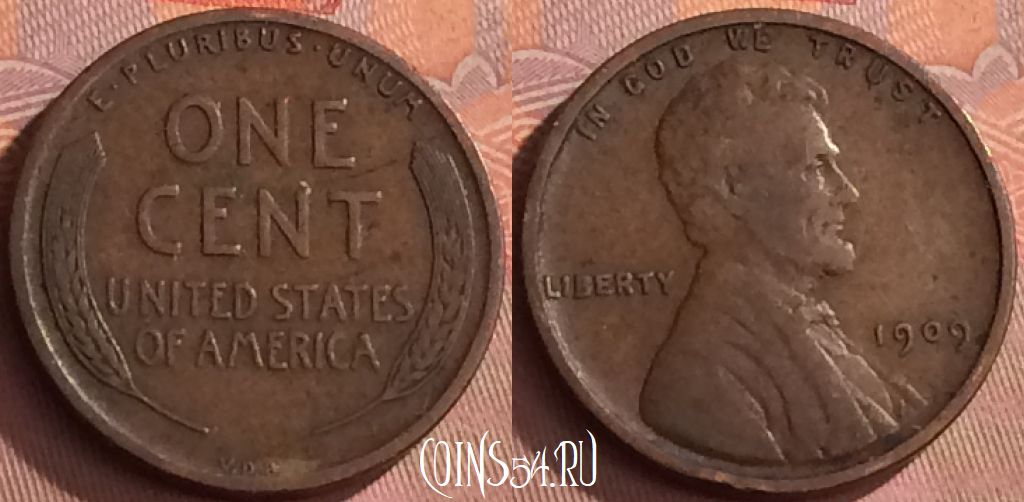 E·PLURIBUS·UNUM
ONE
CENT
UNITED STATES
OF AMERICA
V.D.B.
IN GOD WE TRUST
LIBERTY
1909
COINS54.RU